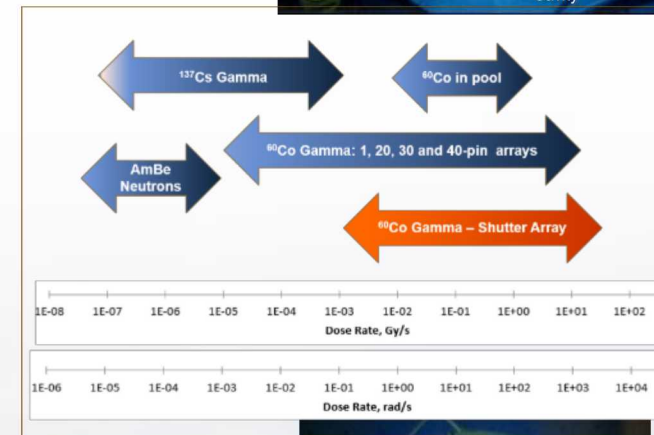 ¹³⁷Cs Gamma
⁶⁰Co in pool
⁶⁰Co Gamma: 1, 20, 30 and 40-pin arrays
AmBe
Neutrons
⁶⁰Co Gamma – Shutter Array
1E-08 1E-07 1E-06 1E-05 1E-04 1E-03 1E-02 1E-01 1E+00 1E+01 1E+02
Dose Rate, Gy/s
1E-06 1E-05 1E-04 1E-03 1E-02 1E-01 1E+00 1E+01 1E+02 1E+03 1E+04
Dose Rate, rad/s